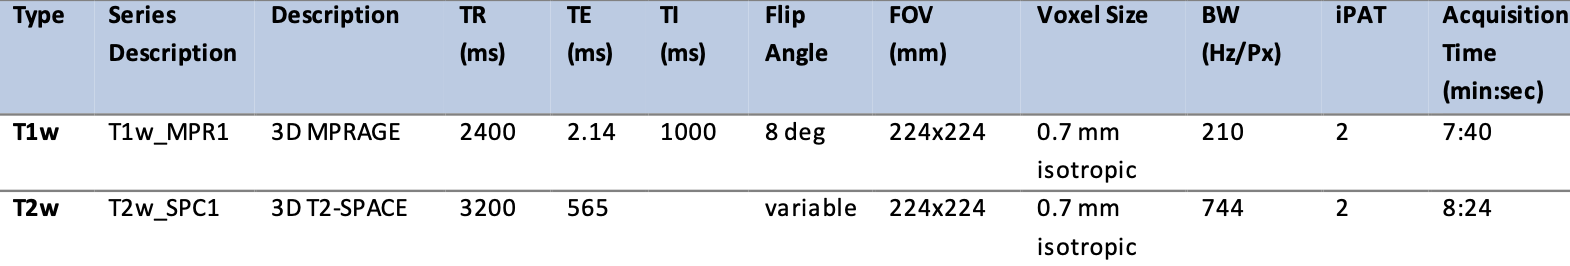 Type Series Description Description TR (ms) TE (ms) TI (ms) Flip Angle FOV (mm) Voxel Size BW (Hz/Px) iPAT Acquisition Time (min:sec)
T1w T1w_MPR1 3D MPRAGE 2400 2.14 1000 8 deg 224x224 0.7 mm isotropic 210 2 7:40
T2w T2w_SPC1 3D T2-SPACE 3200 565 variable 224x224 0.7 mm isotropic 744 2 8:24